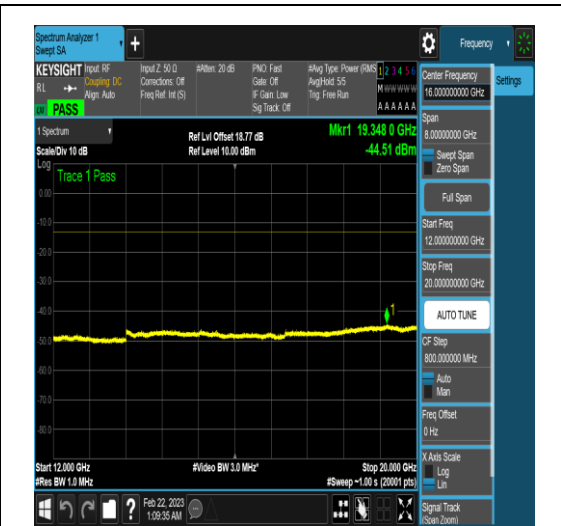 Spectrum Analyzer 1
Swept SA
+
Frequency
KEYSIGHT
Input: RF
Coupling: DC
Align: Auto
Input Z: 50 Ω
Corrections: Off
Freq Ref: Int (S)
#Atten: 20 dB
PNO: Fast
Gate: Off
IF Gain: Low
Sig Track: Off
#Avg Type: Power (RMS
Avg|Hold: 5/5
Trig: Free Run
1 2 3 4 5 6
M W W W W W
A A A A A A
RL
PASS
1 Spectrum
Scale/Div 10 dB
Log
Ref Lvl Offset 18.77 dB
Ref Level 10.00 dBm
Mkr1 19.348 0 GHz
-44.51 dBm
Trace 1 Pass
0.00
-10.0
-20.0
-30.0
-40.0
-50.0
-60.0
-70.0
-80.0
1
Start 12.000 GHz
#Res BW 1.0 MHz
#Video BW 3.0 MHz*
Stop 20.000 GHz
#Sweep ~1.00 s (20001 pts)
?
Feb 22, 2023
1:09:35 AM
Settings
Center Frequency
16.000000000 GHz
Span
8.00000000 GHz
Swept Span
Zero Span
Full Span
Start Freq
12.000000000 GHz
Stop Freq
20.000000000 GHz
AUTO TUNE
CF Step
800.000000 MHz
Auto
Man
Freq Offset
0 Hz
X Axis Scale
Log
Lin
Signal Track
(Span Zoom)